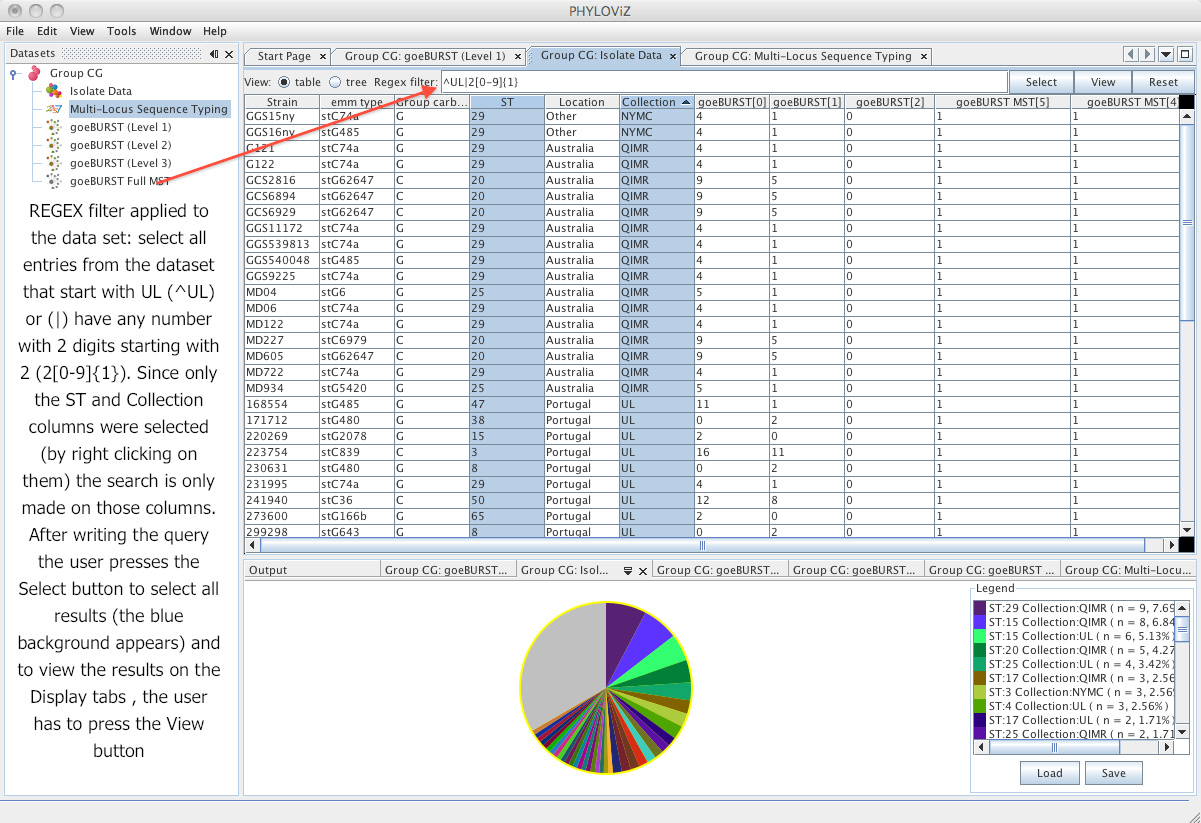 PHYLOViZ
File Edit View Tools Window Help
Datasets
Group CG
Isolate Data
Multi-Locus Sequence Typing
goeBURST (Level 1)
goeBURST (Level 2)
goeBURST (Level 3)
goeBURST Full MST
REGEX filter applied to
the data set: select all
entries from the dataset
that start with UL (^UL)
or (|) have any number
with 2 digits starting with
2 (2[0-9]{1}). Since only
the ST and Collection
columns were selected
(by right clicking on
them) the search is only
made on those columns.
After writing the query
the user presses the
Select button to select all
results (the blue
background appears) and
to view the results on the
Display tabs , the user
has to press the View
button
Start Page Group CG: goeBURST (Level 1) Group CG: Isolate Data Group CG: Multi-Locus Sequence Typing
View: table tree Regex filter: ^UL|2[0-9]{1} Select View Reset
Strain emm type Group carb... ST Location Collection goeBURST[0] goeBURST[1] goeBURST[2] goeBURST MST[5] goeBURST MST[4]
GGS15ny stC74a G 29 Other NYMC 4 1 0 1 1
GGS16ny stG485 G 29 Other NYMC 4 1 0 1 1
G121 stC74a G 29 Australia QIMR 4 1 0 1 1
G122 stC74a G 29 Australia QIMR 4 1 0 1 1
GCS2816 stG62647 C 20 Australia QIMR 9 5 0 1 1
GCS6894 stG62647 C 20 Australia QIMR 9 5 0 1 1
GCS6929 stG62647 C 20 Australia QIMR 9 5 0 1 1
GGS11172 stC74a G 29 Australia QIMR 4 1 0 1 1
GGS539813 stC74a G 29 Australia QIMR 4 1 0 1 1
GGS540048 stG485 G 29 Australia QIMR 4 1 0 1 1
GGS9225 stC74a G 29 Australia QIMR 4 1 0 1 1
MD04 stG6 G 25 Australia QIMR 5 1 0 1 1
MD06 stC74a G 29 Australia QIMR 4 1 0 1 1
MD122 stC74a G 29 Australia QIMR 4 1 0 1 1
MD227 stC6979 C 20 Australia QIMR 9 5 0 1 1
MD605 stG62647 C 20 Australia QIMR 9 5 0 1 1
MD722 stC74a G 29 Australia QIMR 4 1 0 1 1
MD934 stG5420 G 25 Australia QIMR 5 1 0 1 1
168554 stG485 G 47 Portugal UL 11 1 0 1 1
171712 stG480 G 38 Portugal UL 0 2 0 1 1
220269 stG2078 G 15 Portugal UL 2 0 0 1 1
223754 stC839 C 3 Portugal UL 16 11 0 1 1
230631 stG480 G 8 Portugal UL 0 2 0 1 1
231995 stC74a G 29 Portugal UL 4 1 0 1 1
241940 stC36 C 50 Portugal UL 12 8 0 1 1
273600 stG166b G 65 Portugal UL 2 0 0 1 1
299298 stG643 G 8 Portugal UL 0 2 0 1 1
Output Group CG: goeBURST... Group CG: Isol... Group CG: goeBURST... Group CG: goeBURST... Group CG: goeBURST ... Group CG: Multi-Locu...
Legend
ST:29 Collection:QIMR ( n = 9, 7.69
ST:15 Collection:QIMR ( n = 8, 6.84
ST:15 Collection:UL ( n = 6, 5.13%)
ST:20 Collection:QIMR ( n = 5, 4.27
ST:25 Collection:UL ( n = 4, 3.42%)
ST:17 Collection:QIMR ( n = 3, 2.56
ST:3 Collection:NYMC ( n = 3, 2.56%
ST:4 Collection:UL ( n = 3, 2.56%)
ST:17 Collection:UL ( n = 2, 1.71%)
ST:25 Collection:QIMR ( n = 2, 1.71
Load Save